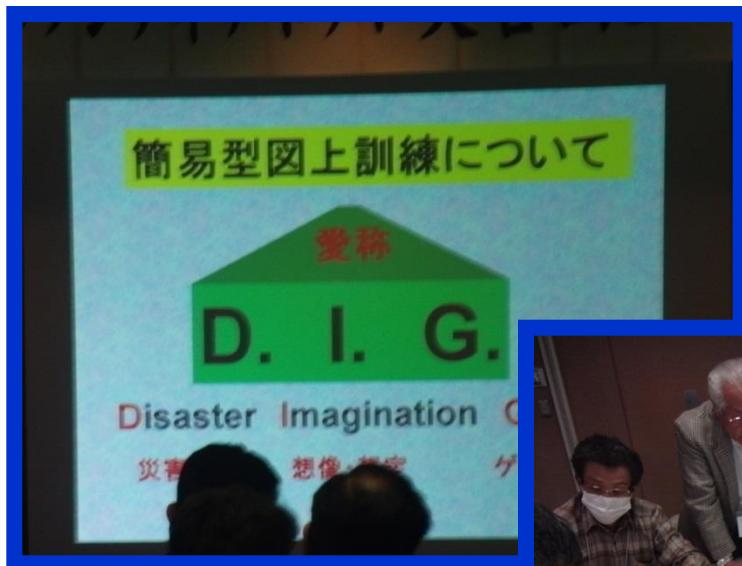 簡易型図上訓練について
愛称
D. I. G.
Disaster Imagination G
災害 想像・想定 ゲ